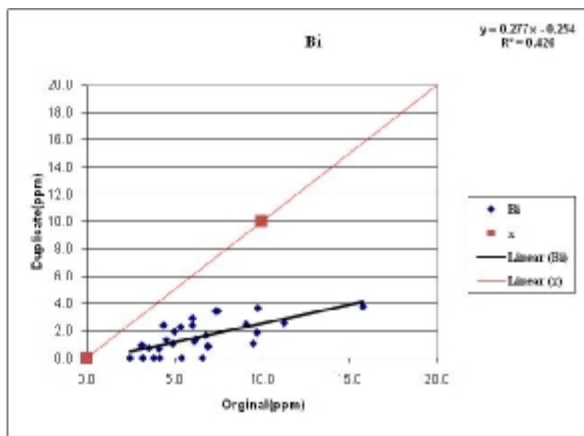 Bi
y = 0.277x - 0.254
R² = 0.426
20.0
18.0
16.0
14.0
12.0
10.0
8.0
6.0
4.0
2.0
0.0
Duplicate(ppm)
0.0 5.0 10.0 15.0 20.0
Orginal(ppm)
Bi
x
Linear (Bi)
Linear (x)